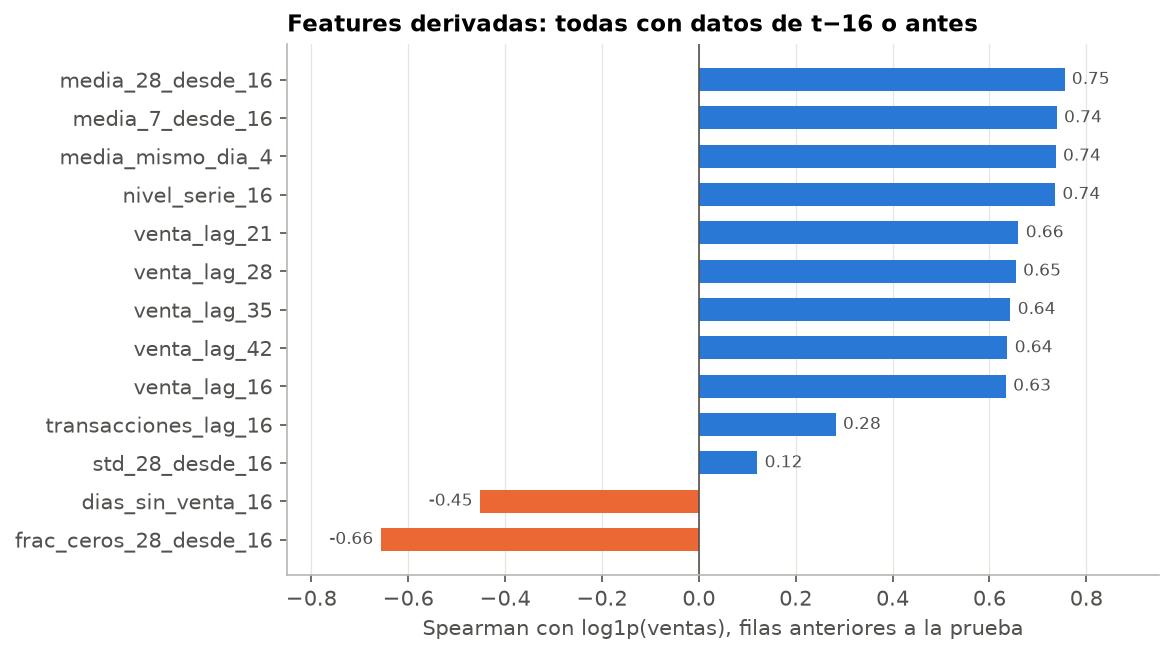 Features derivadas: todas con datos de t−16 o antes
media_28_desde_16 0.75
media_7_desde_16 0.74
media_mismo_dia_4 0.74
nivel_serie_16 0.74
venta_lag_21 0.66
venta_lag_28 0.65
venta_lag_35 0.64
venta_lag_42 0.64
venta_lag_16 0.63
transacciones_lag_16 0.28
std_28_desde_16 0.12
dias_sin_venta_16 -0.45
frac_ceros_28_desde_16 -0.66
−0.8 −0.6 −0.4 −0.2 0.0 0.2 0.4 0.6 0.8
Spearman con log1p(ventas), filas anteriores a la prueba